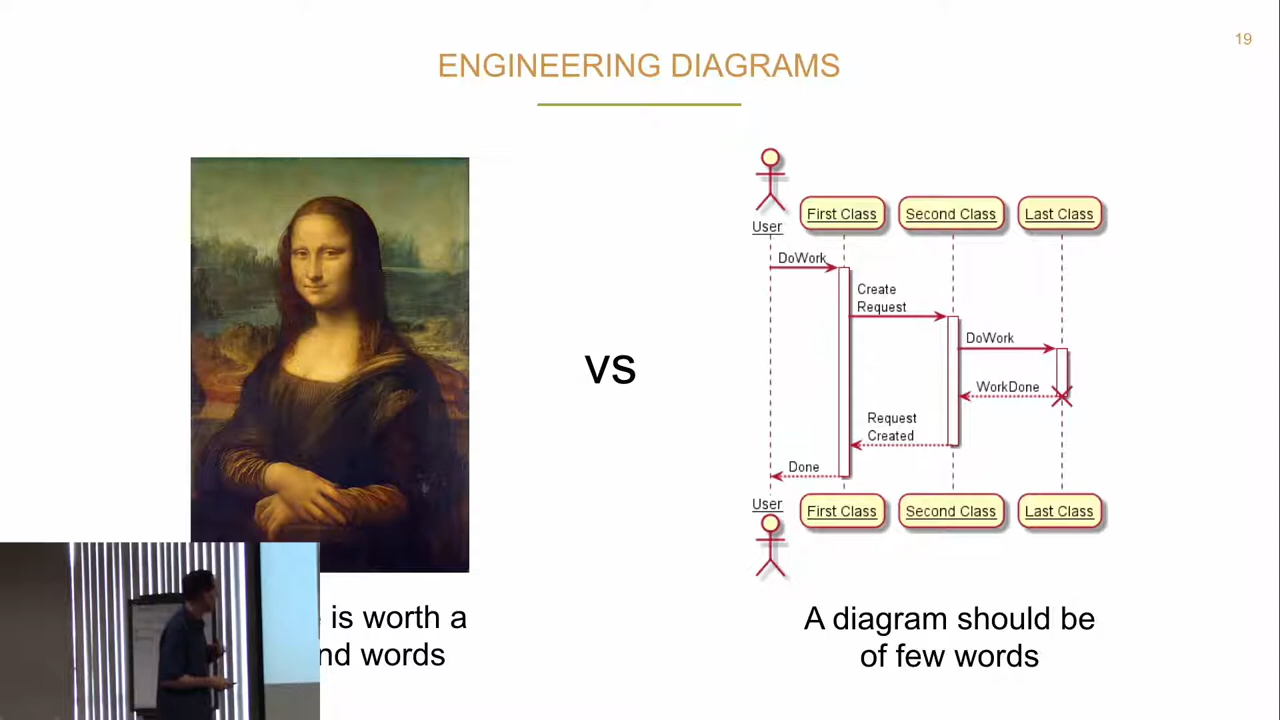 19
ENGINEERING DIAGRAMS
is worth a
words
vs
User
First Class
Second Class
Last Class
DoWork
Create
Request
DoWork
WorkDone
Request
Created
Done
User
First Class
Second Class
Last Class
A diagram should be
of few words